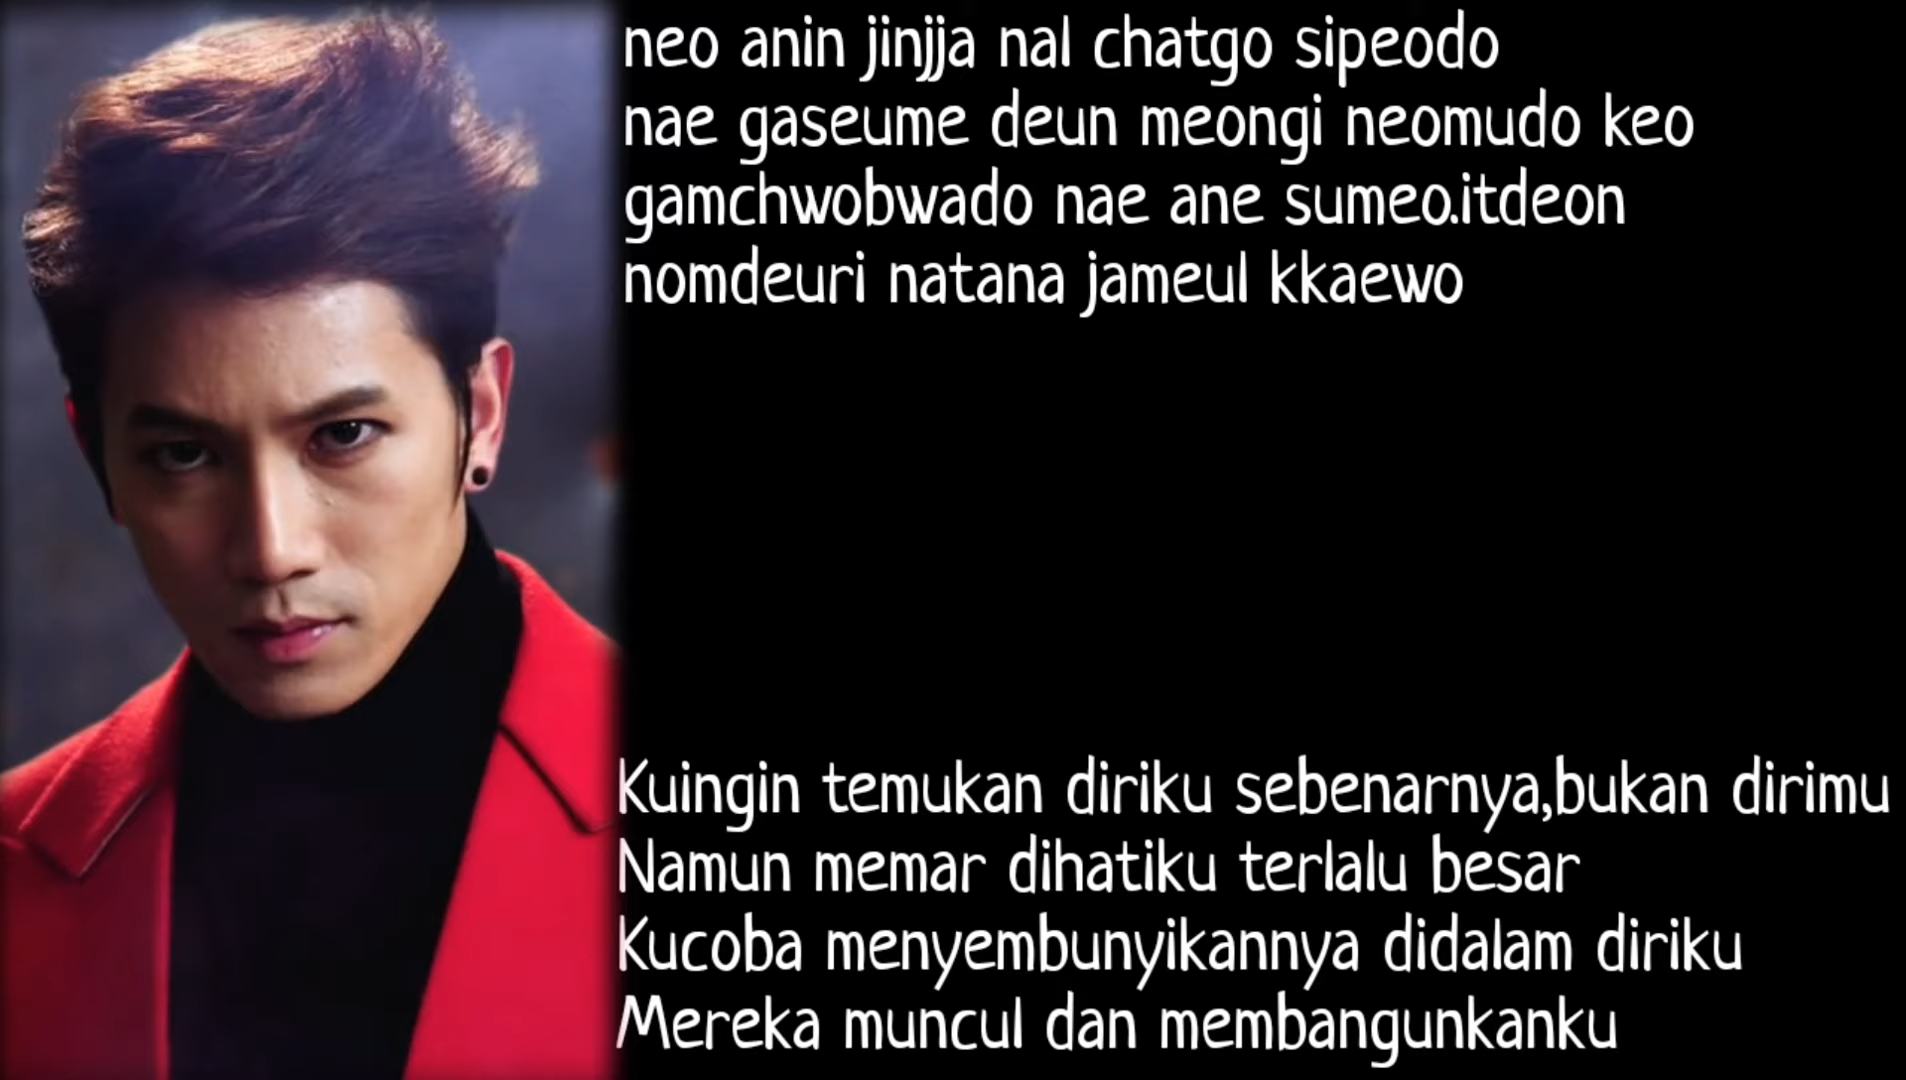 neo anin jinjja nal chatgo sipeodo
nae gaseume deun meongi neomudo keo
gamchwobwado nae ane sumeo.itdeon
nomdeuri natana jameul kkaewo
Kuingin temukan diriku sebenarnya,bukan dirimu
Namun memar dihatiku terlalu besar
Kucoba menyembunyikannya didalam diriku
Mereka muncul dan membangunkanku